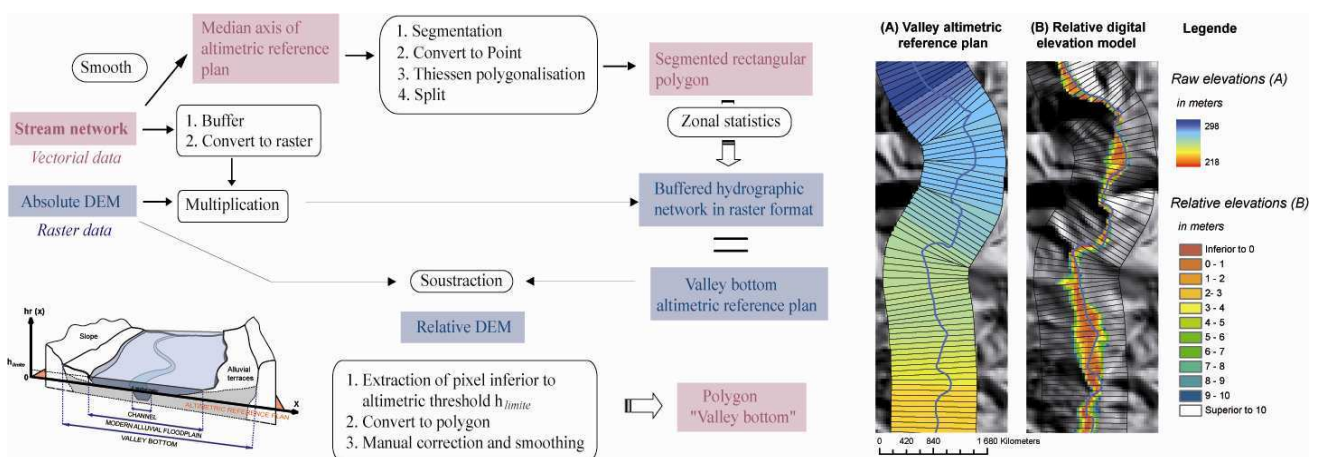 Smooth
Median axis of
altimetric reference
plan
1. Segmentation
2. Convert to Point
3. Thiessen polygonalisation
4. Split
Segmented rectangular
polygon
Stream network
Vectorial data
1. Buffer
2. Convert to raster
Zonal statistics
Absolute DEM
Raster data
Multiplication
Buffered hydrographic
network in raster format
Soustraction
Valley bottom
altimetric reference plan
Relative DEM
hr (x)
Slope
h limite
0
Alluvial
terraces
X
ALTIMETRIC REFERENCE PLAN
CHANNEL
MODERN ALLUVIAL FLOODPLAIN
VALLEY BOTTOM
1. Extraction of pixel inferior to
altimetric threshold h limite
2. Convert to polygon
3. Manual correction and smoothing
Polygon
"Valley bottom"
(A) Valley altimetric
reference plan
(B) Relative digital
elevation model
0 420 840 1 680 Kilometers
Legende
Raw elevations (A)
in meters
298
218
Relative elevations (B)
in meters
Inferior to 0
0 - 1
1 - 2
2- 3
3 - 4
4 - 5
5 - 6
6 - 7
7 - 8
8 - 9
9 - 10
Superior to 10